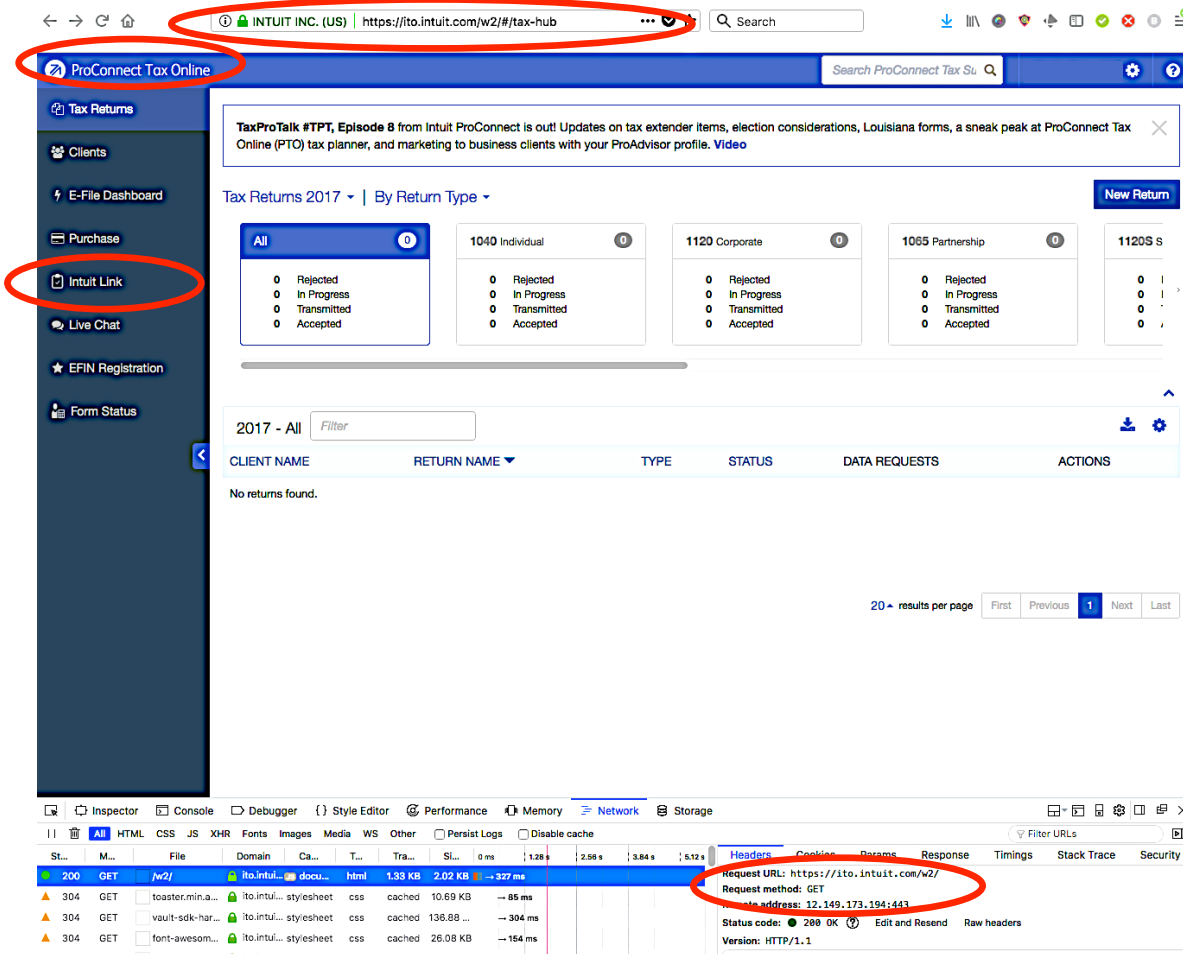 INTUIT INC. (US) https://ito.intuit.com/w2/#/tax-hub Search
ProConnect Tax Online Search ProConnect Tax Su
Tax Returns
Clients
E-File Dashboard
Purchase
Intuit Link
Live Chat
EFIN Registration
Form Status
TaxProTalk #TPT, Episode 8 from Intuit ProConnect is out! Updates on tax extender items, election considerations, Louisiana forms, a sneak peak at ProConnect Tax
Online (PTO) tax planner, and marketing to business clients with your ProAdvisor profile. Video
Tax Returns 2017 | By Return Type New Return
All 0 1040 Individual 0 1120 Corporate 0 1065 Partnership 0 1120S S
0 Rejected 0 Rejected 0 Rejected 0 Rejected 0
0 In Progress 0 In Progress 0 In Progress 0 In Progress 0
0 Transmitted 0 Transmitted 0 Transmitted 0 Transmitted 0
0 Accepted 0 Accepted 0 Accepted 0 Accepted 0
2017 - All Filter
CLIENT NAME RETURN NAME TYPE STATUS DATA REQUESTS ACTIONS
No returns found.
20 results per page First Previous 1 Next Last
Inspector Console Debugger {} Style Editor Performance Memory Network Storage
All HTML CSS JS XHR Fonts Images Media WS Other Persist Logs Disable cache Filter URLs
St... M... File Domain Ca... T... Tra... Si... 0 ms 1.28 s 2.56 s 3.84 s 5.12 s Headers Cookies Params Response Timings Stack Trace Security
200 GET /w2/ ito.intui... docu... html 1.33 KB 2.02 KB → 327 ms
304 GET toaster.min.a... ito.intui... stylesheet css cached 10.69 KB → 85 ms
304 GET vault-sdk-har... ito.intui... stylesheet css cached 136.88 ... → 304 ms
304 GET font-awesom... ito.intui... stylesheet css cached 26.08 KB → 154 ms
Request URL: https://ito.intuit.com/w2/
Request method: GET
Remote address: 12.149.173.194:443
Status code: 200 OK Edit and Resend Raw headers
Version: HTTP/1.1